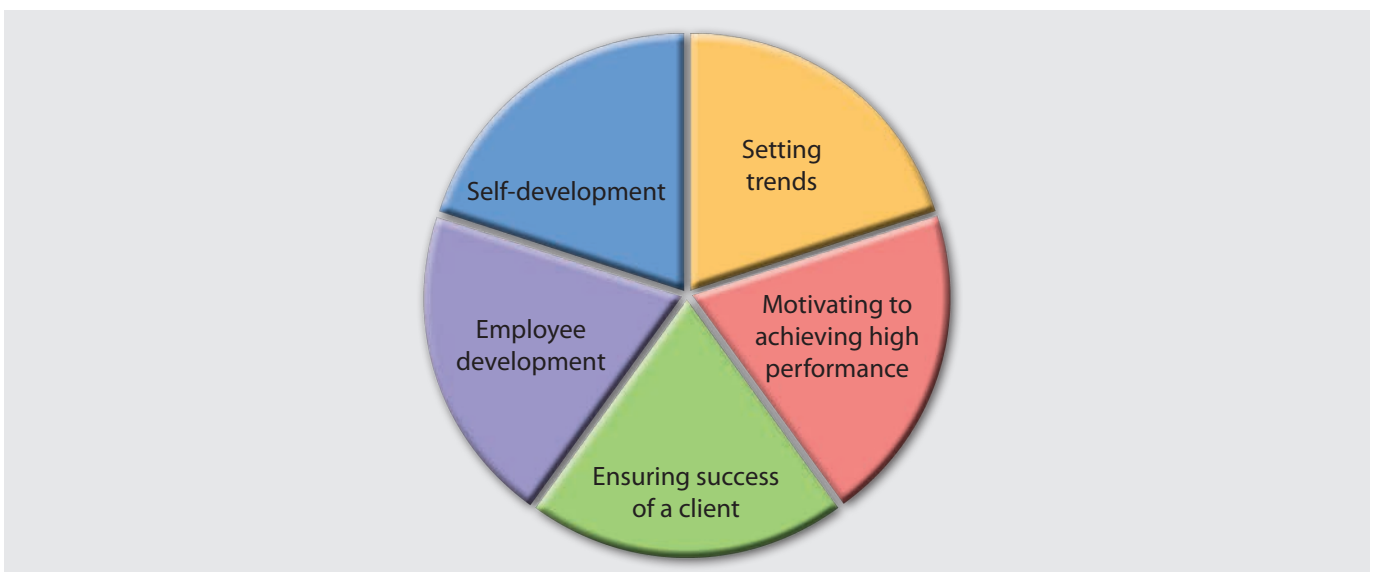 Setting
trends
Motivating to
achieving high
performance
Ensuring success
of a client
Employee
development
Self-development